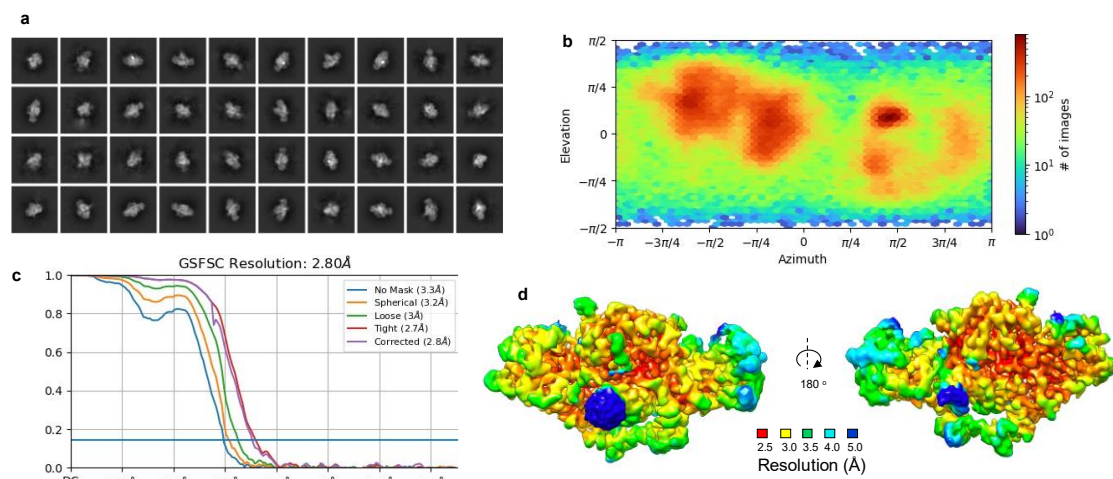 a
b
π/2
π/4
0
−π/4
−π/2
Elevation
−π
−3π/4
−π/2
−π/4
0
π/4
π/2
3π/4
π
Azimuth
10²
10¹
10⁰
# of images
c
GSFSC Resolution: 2.80Å
1.0
0.8
0.6
0.4
0.2
0.0
No Mask (3.3Å)
Spherical (3.2Å)
Loose (3Å)
Tight (2.7Å)
Corrected (2.8Å)
d
180 °
2.5 3.0 3.5 4.0 5.0
Resolution (Å)